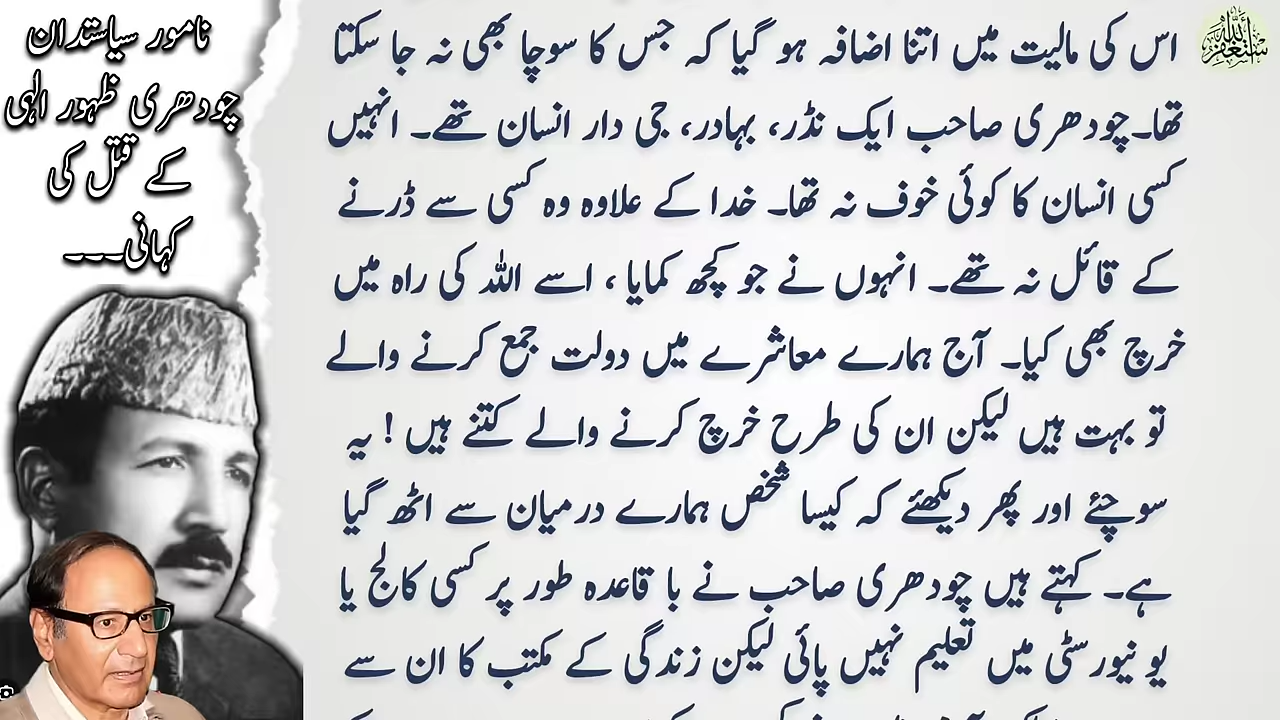 نامور سیاستدان
چودھری ظہور الٰہی
کے قتل کی
کہانی۔۔۔
استغفراللہ
اس کی مالیت میں اتنا اضافہ ہو گیا کہ جس کا سوچا بھی نہ جا سکتا
تھا۔چودھری صاحب ایک نڈر، بہادر، جی دار انسان تھے۔ انہیں
کسی انسان کا کوئی خوف نہ تھا۔ خدا کے علاوہ وہ کسی سے ڈرنے
کے قائل نہ تھے۔ انہوں نے جو کچھ کمایا ، اسے اللہ کی راہ میں
خرچ بھی کیا۔ آج ہمارے معاشرے میں دولت جمع کرنے والے
تو بہت ہیں لیکن ان کی طرح خرچ کرنے والے کتنے ہیں ! یہ
سوچئے اور پھر دیکھئے کہ کیسا شخص ہمارے درمیان سے اٹھ گیا
ہے۔ کہتے ہیں چودھری صاحب نے با قاعدہ طور پر کسی کالج یا
یو نیورسٹی میں تعلیم نہیں پائی لیکن زندگی کے مکتب کا ان سے